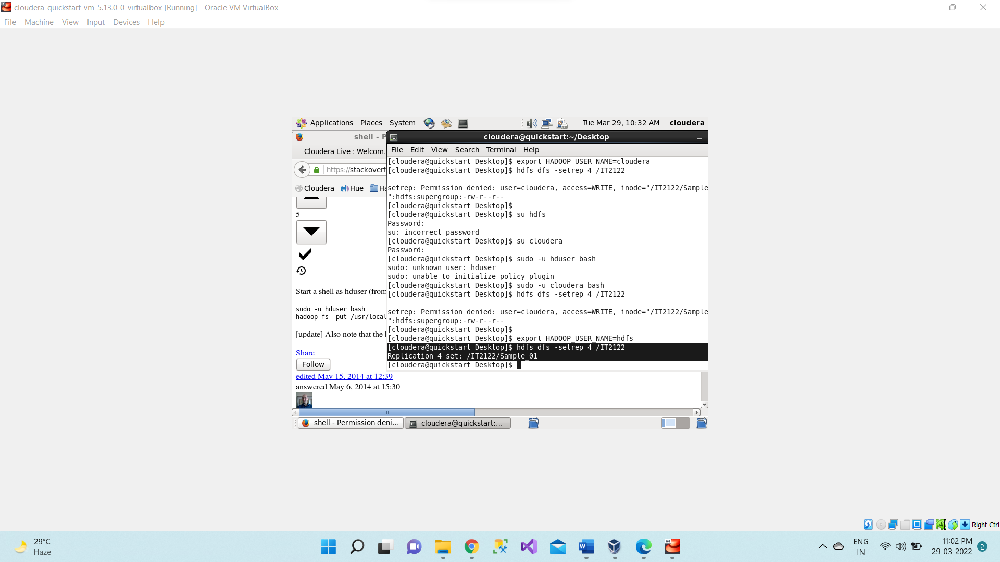 cloudera-quickstart-vm-5.13.0-0-virtualbox [Running] - Oracle VM VirtualBox
File Machine View Input Devices Help
Applications Places System Tue Mar 29, 10:32 AM cloudera
shell - P
cloudera@quickstart:~/Desktop
Cloudera Live : Welcom.
File Edit View Search Terminal Help
https://stackoverf
Cloudera Hue Ha
[cloudera@quickstart Desktop]$ export HADOOP_USER_NAME=cloudera
[cloudera@quickstart Desktop]$ hdfs dfs -setrep 4 /IT2122
setrep: Permission denied: user=cloudera, access=WRITE, inode="/IT2122/Sample
":hdfs:supergroup:-rw-r--r--
[cloudera@quickstart Desktop]$
[cloudera@quickstart Desktop]$ su hdfs
Password:
su: incorrect password
[cloudera@quickstart Desktop]$ su cloudera
Password:
[cloudera@quickstart Desktop]$ sudo -u hduser bash
sudo: unknown user: hduser
sudo: unable to initialize policy plugin
[cloudera@quickstart Desktop]$ sudo -u cloudera bash
[cloudera@quickstart Desktop]$ hdfs dfs -setrep 4 /IT2122
setrep: Permission denied: user=cloudera, access=WRITE, inode="/IT2122/Sample
":hdfs:supergroup:-rw-r--r--
[cloudera@quickstart Desktop]$
[cloudera@quickstart Desktop]$ export HADOOP_USER_NAME=hdfs
[cloudera@quickstart Desktop]$ hdfs dfs -setrep 4 /IT2122
Replication 4 set: /IT2122/Sample_01
[cloudera@quickstart Desktop]$
5
Start a shell as hduser (from
sudo -u hduser bash
hadoop fs -put /usr/local
[update] Also note that the
Share
Follow
edited May 15, 2014 at 12:39
answered May 6, 2014 at 15:30
shell - Permission deni...
cloudera@quickstart:...
Right Ctrl
29°C
Haze
ENG
IN
11:02 PM
29-03-2022
2